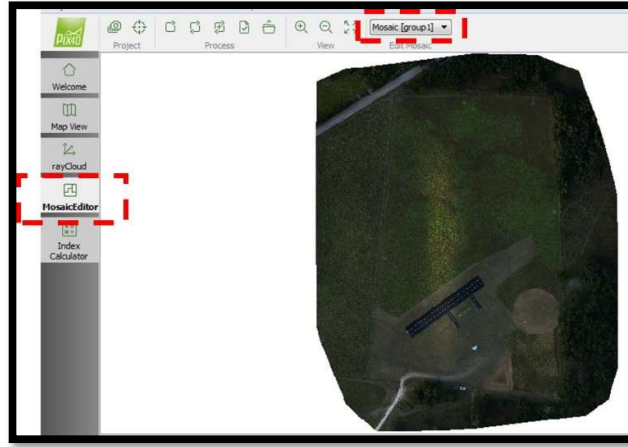 PIX4D
Project
Process
View
Mosaic [group1]
Edit Mosaic
Welcome
Map View
rayCloud
MosaicEditor
Index
Calculator